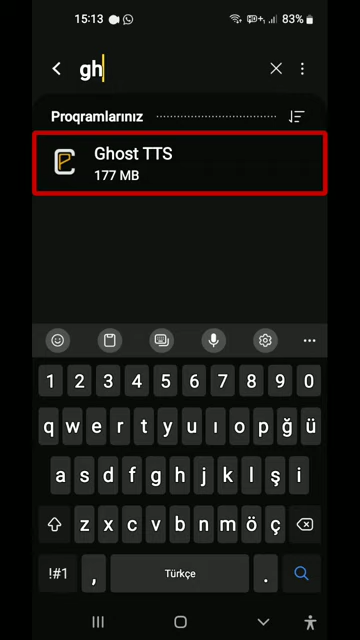 15:13 83%
gh
Proqramlarınız
Ghost TTS
177 MB
1 2 3 4 5 6 7 8 9 0
q w e r t y u ı o p ğ ü
a s d f g h j k l ş i
z x c v b n m ö ç
!#1 , Türkçe .